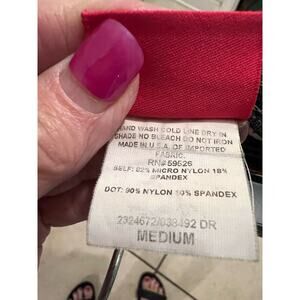 HAND WASH COLD LINE DRY IN
SHADE NO BLEACH DO NOT IRON
MADE IN U.S.A. OF IMPORTED
FABRIC.
RN#59526
SELF: 82% MICRO NYLON 18%
SPANDEX
DOT: 90% NYLON 10% SPANDEX
2324672/038492 DR
MEDIUM